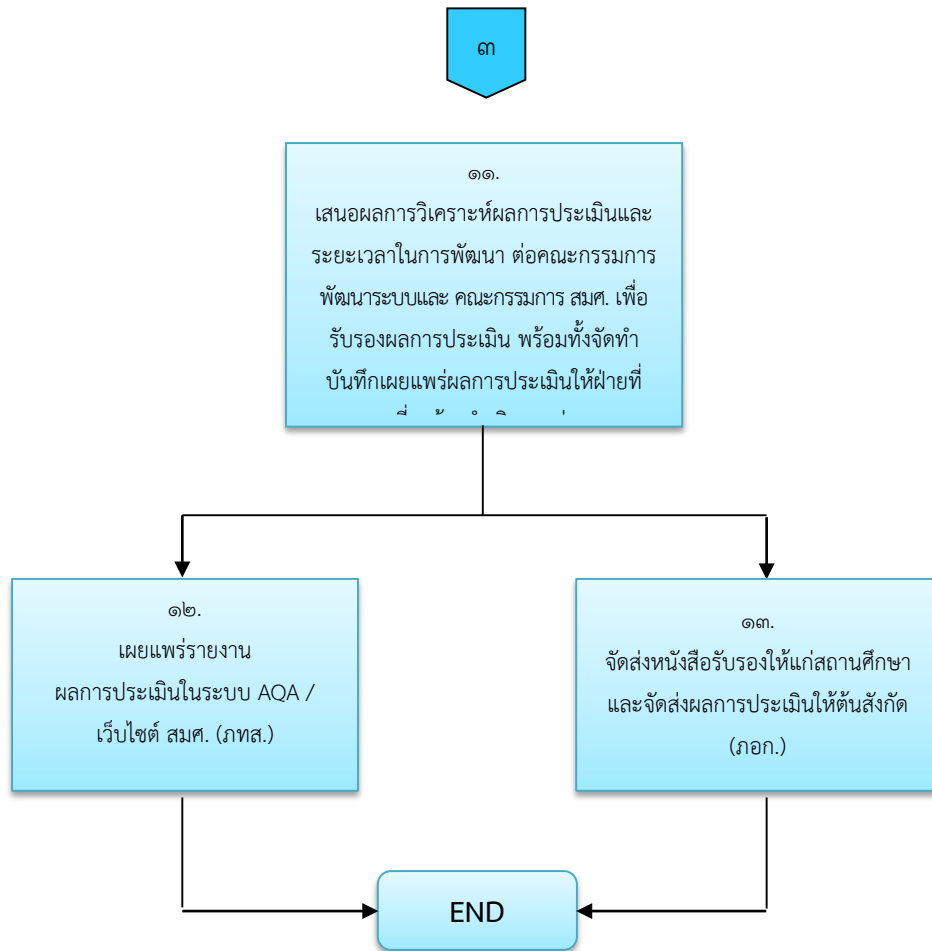 ๓
๑๑.
เสนอผลการวิเคราะห์ผลการประเมินและ
ระยะเวลาในการพัฒนา ต่อคณะกรรมการ
พัฒนาระบบและ คณะกรรมการ สมศ. เพื่อ
รับรองผลการประเมิน พร้อมทั้งจัดทำ
บันทึกเผยแพร่ผลการประเมินให้ฝ่ายที่
๑๒.
เผยแพร่รายงาน
ผลการประเมินในระบบ AQA /
เว็บไซต์ สมศ. (ภทส.)
๑๓.
จัดส่งหนังสือรับรองให้แก่สถานศึกษา
และจัดส่งผลการประเมินให้ต้นสังกัด
(ภอก.)
END